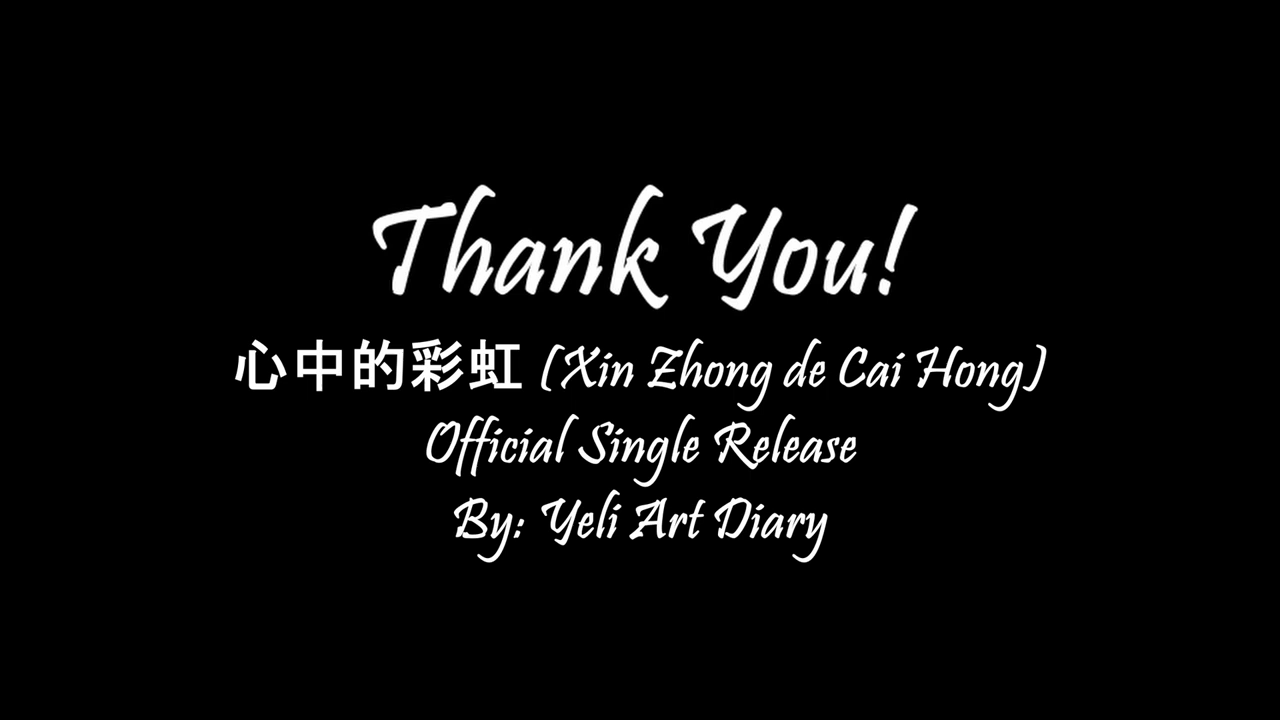 Thank You!
心中的彩虹 (Xin Zhong de Cai Hong)
Official Single Release
By: Yeli Art Diary